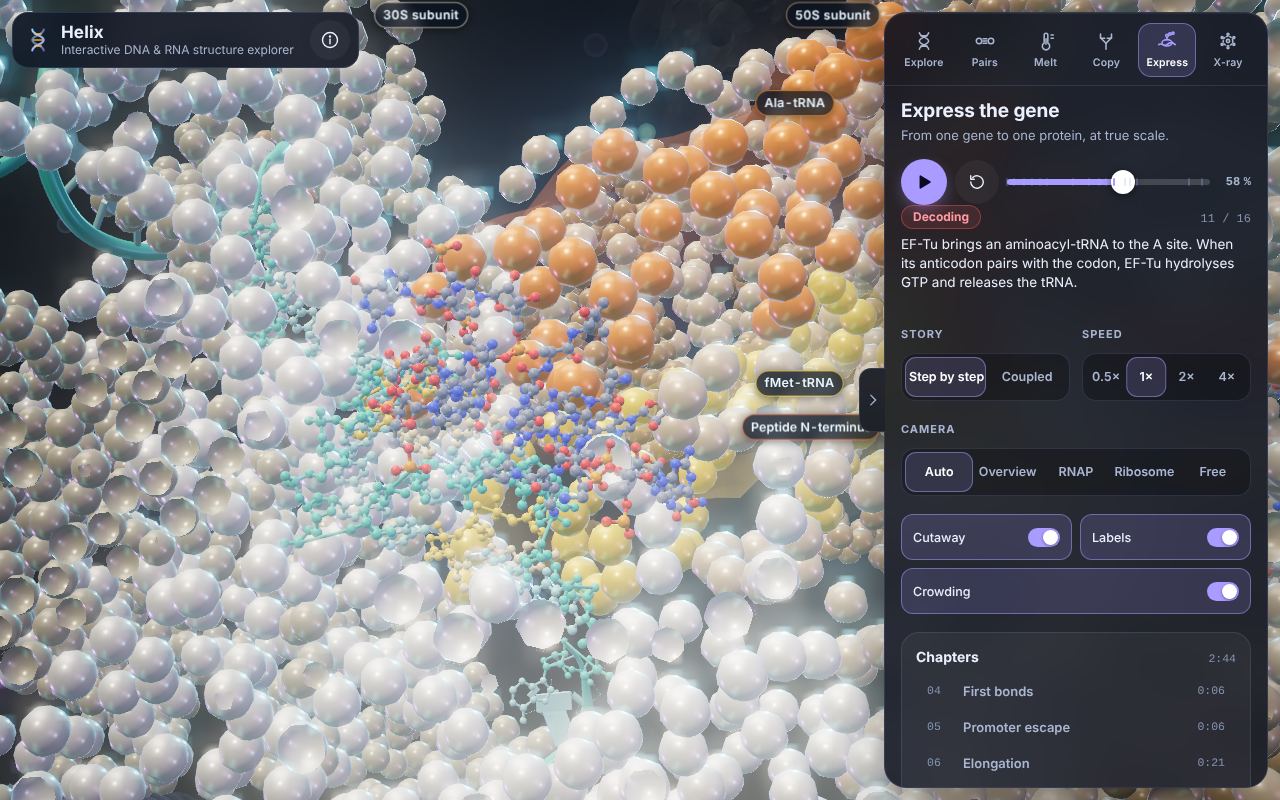 Helix
Interactive DNA & RNA structure explorer
30S subunit
50S subunit
Ala-tRNA
fMet-tRNA
Peptide N-terminu
Explore
Pairs
Melt
Copy
Express
X-ray
Express the gene
From one gene to one protein, at true scale.
58 %
Decoding
11 / 16
EF-Tu brings an aminoacyl-tRNA to the A site. When
its anticodon pairs with the codon, EF-Tu hydrolyses
GTP and releases the tRNA.
STORY
SPEED
Step by step
Coupled
0.5×
1×
2×
4×
CAMERA
Auto
Overview
RNAP
Ribosome
Free
Cutaway
Labels
Crowding
Chapters
2:44
04
First bonds
0:06
05
Promoter escape
0:06
06
Elongation
0:21